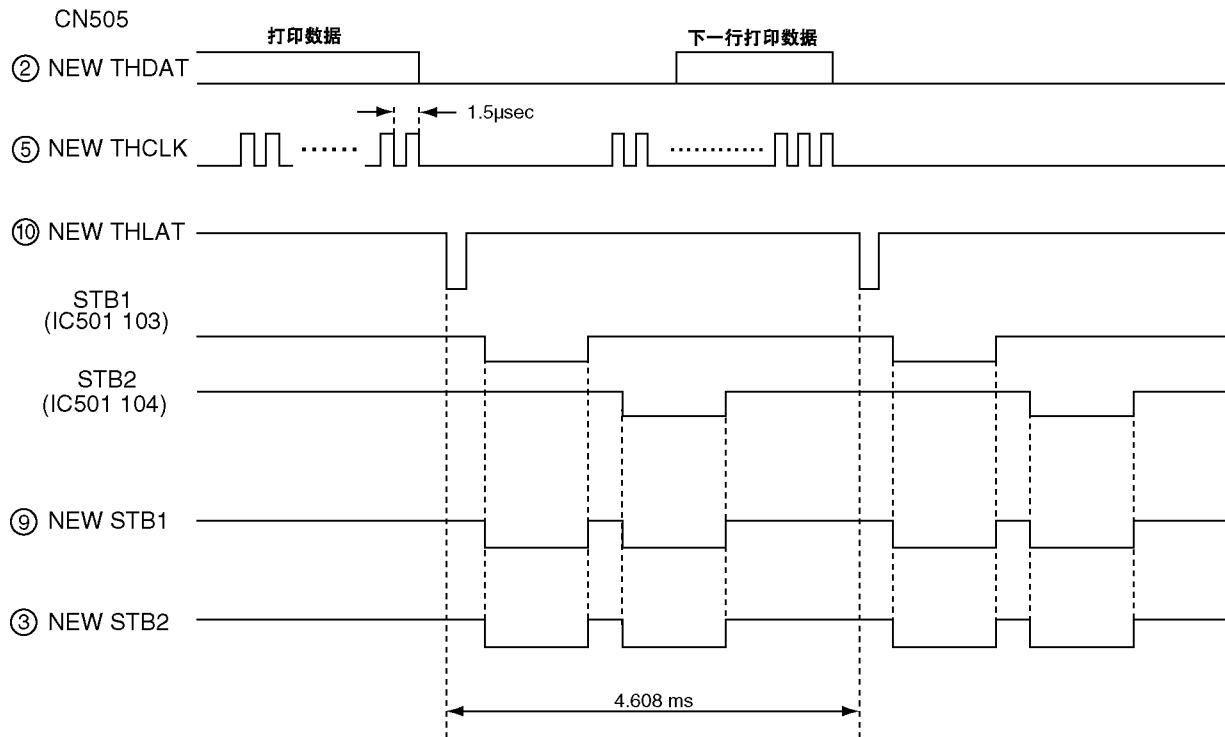 CN505
打印数据
下一行打印数据
② NEW THDAT
1.5μsec
⑤ NEW THCLK
⑩ NEW THLAT
STB1
(IC501 103)
STB2
(IC501 104)
⑨ NEW STB1
③ NEW STB2
4.608 ms